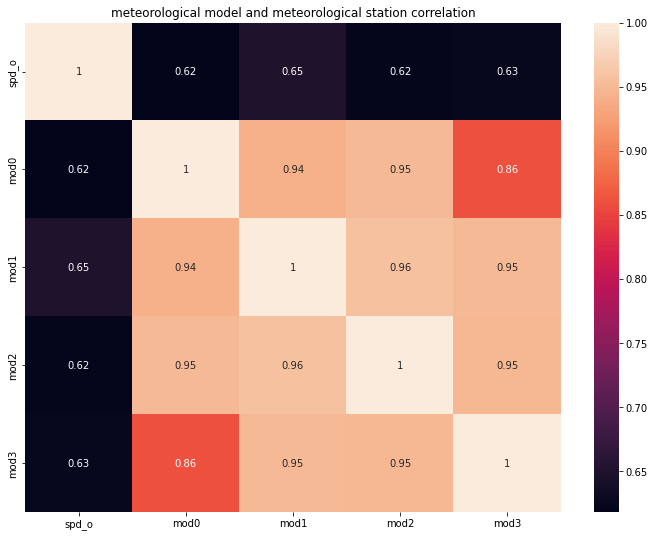 meteorological model and meteorological station correlation
spd_o 1 0.62 0.65 0.62 0.63
mod0 0.62 1 0.94 0.95 0.86
mod1 0.65 0.94 1 0.96 0.95
mod2 0.62 0.95 0.96 1 0.95
mod3 0.63 0.86 0.95 0.95 1
spd_o mod0 mod1 mod2 mod3
1.00
0.95
0.90
0.85
0.80
0.75
0.70
0.65